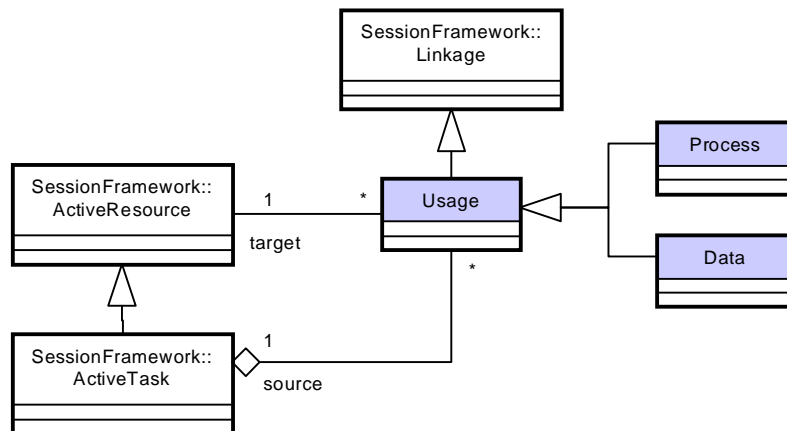 SessionFramework::
Linkage
Process
SessionFramework::
ActiveResource
1
*
Usage
target
Data
*
SessionFramework::
ActiveTask
1
source